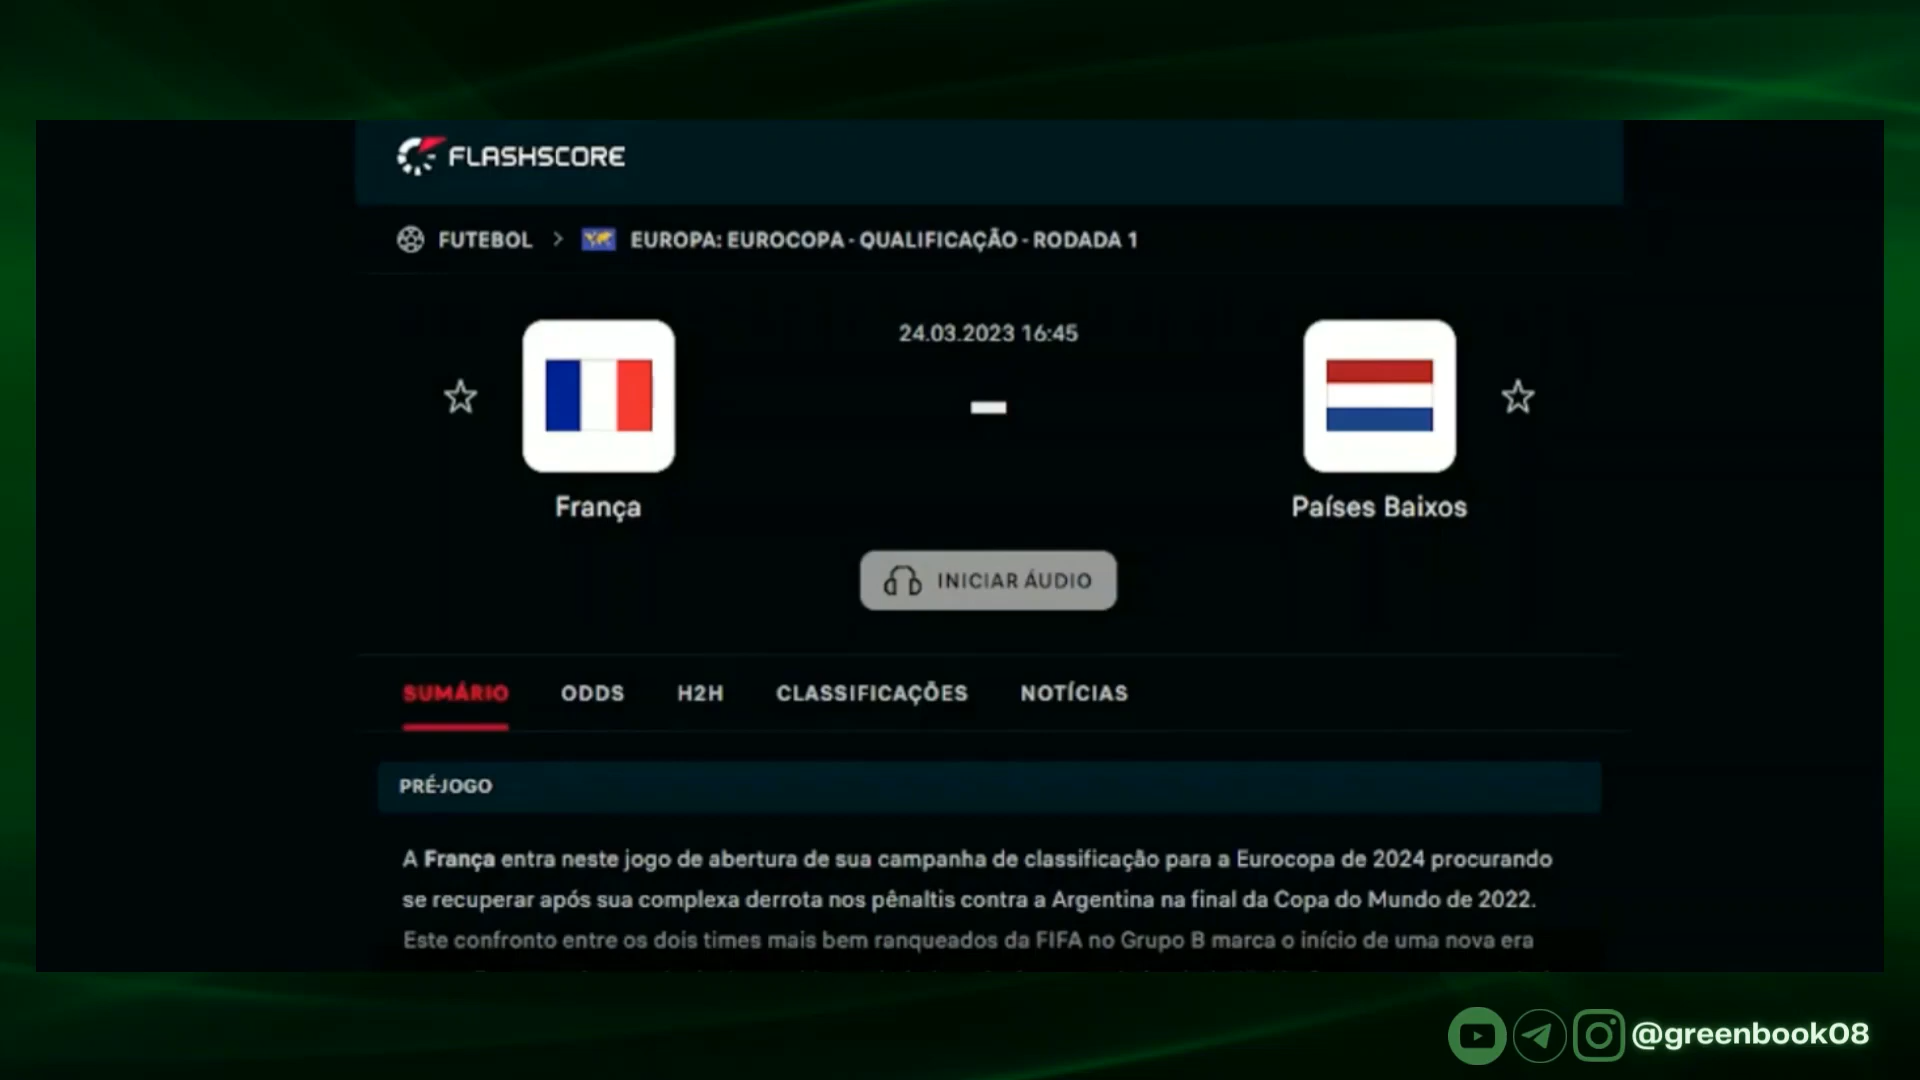 FLASHSCORE
FUTEBOL > EUROPA: EUROCOPA - QUALIFICAÇÃO - RODADA 1
24.03.2023 16:45
-
França
Países Baixos
INICIAR ÁUDIO
SUMÁRIO ODDS H2H CLASSIFICAÇÕES NOTÍCIAS
PRÉ-JOGO
A França entra neste jogo de abertura de sua campanha de classificação para a Eurocopa de 2024 procurando
se recuperar após sua complexa derrota nos pênaltis contra a Argentina na final da Copa do Mundo de 2022.
Este confronto entre os dois times mais bem ranqueados da FIFA no Grupo B marca o início de uma nova era
@greenbook08